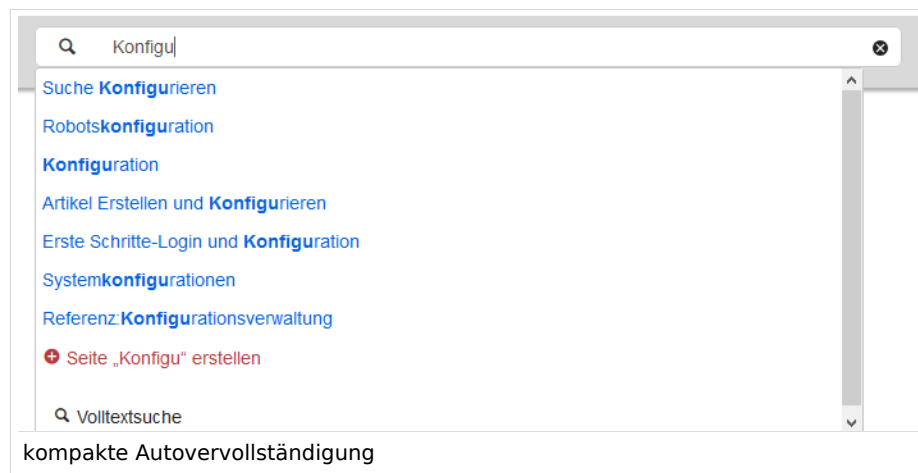 Konfigu
Suche Konfigurieren
Robotskonfiguration
Konfiguration
Artikel Erstellen und Konfigurieren
Erste Schritte-Login und Konfiguration
Systemkonfigurationen
Referenz:Konfigurationsverwaltung
Seite „Konfigu“ erstellen
Volltextsuche
kompakte Autovervollständigung